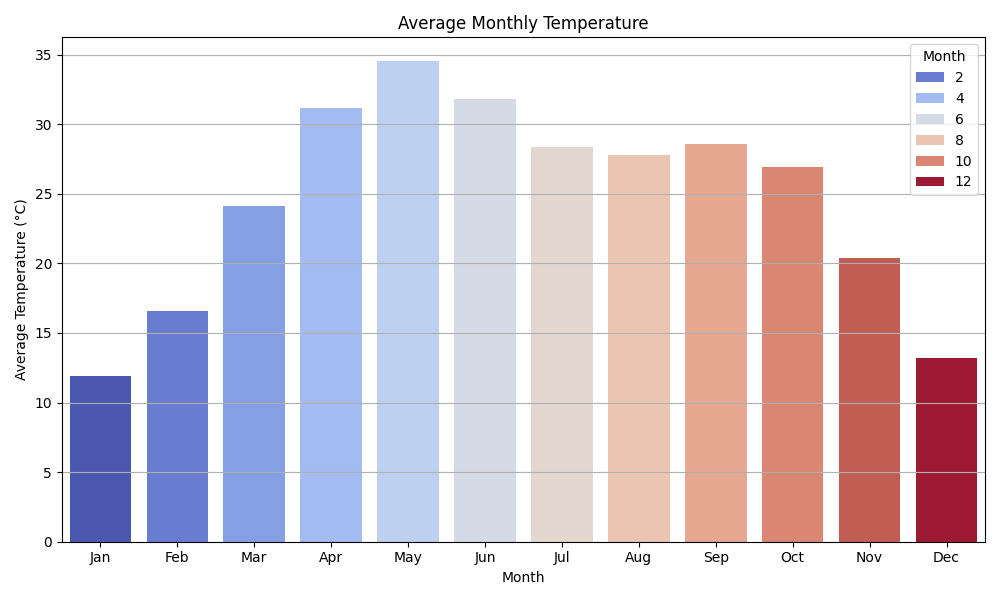 Average Monthly Temperature
Average Temperature (°C)
35
30
25
20
15
10
5
0
Month
2
4
6
8
10
12
Jan Feb Mar Apr May Jun Jul Aug Sep Oct Nov Dec
Month